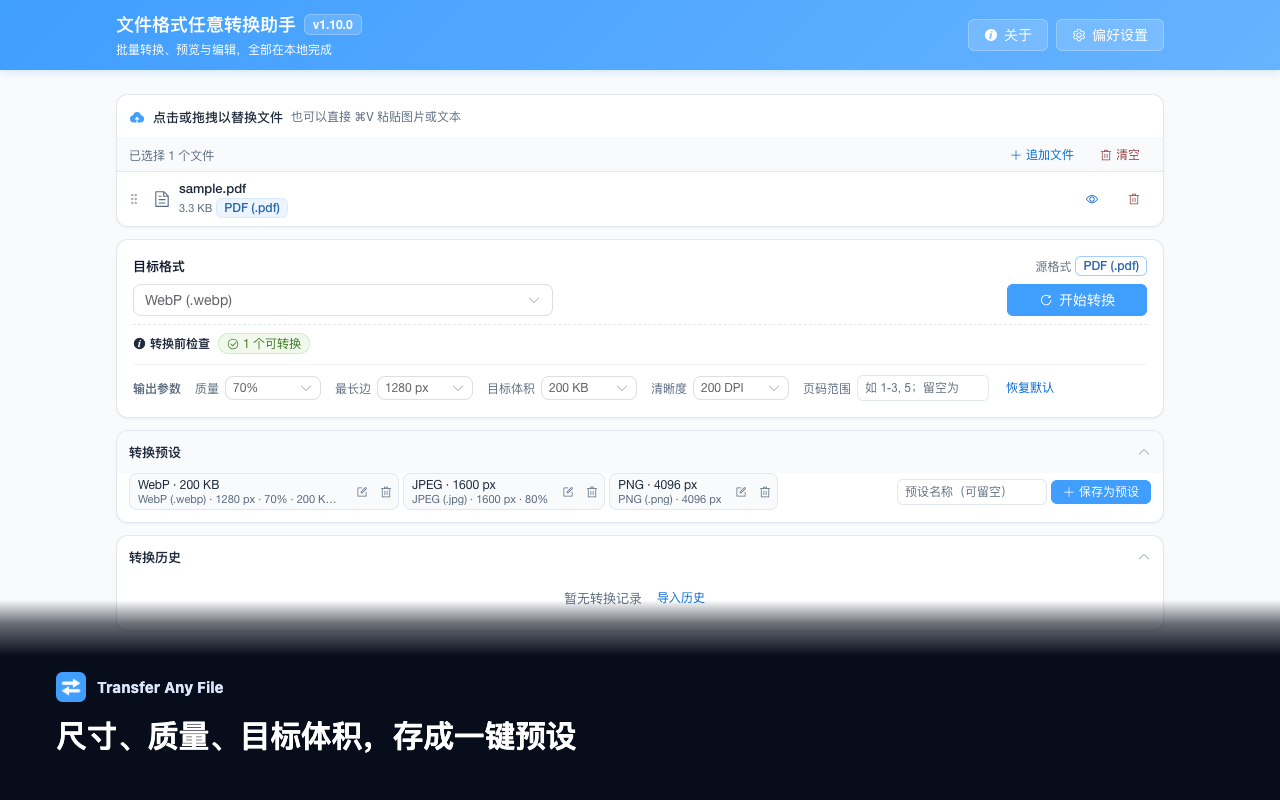 文件格式任意转换助手 v1.10.0
批量转换、预览与编辑，全部在本地完成
关于
偏好设置
点击或拖拽以替换文件 也可以直接 ⌘V 粘贴图片或文本
已选择 1 个文件
追加文件
清空
sample.pdf
3.3 KB PDF (.pdf)
目标格式
源格式 PDF (.pdf)
WebP (.webp)
开始转换
转换前检查 1 个可转换
输出参数 质量 70% 最长边 1280 px 目标体积 200 KB 清晰度 200 DPI 页码范围 如 1-3, 5；留空为 恢复默认
转换预设
WebP · 200 KB
WebP (.webp) · 1280 px · 70% · 200 K...
JPEG · 1600 px
JPEG (.jpg) · 1600 px · 80%
PNG · 4096 px
PNG (.png) · 4096 px
预设名称（可留空）
保存为预设
转换历史
暂无转换记录 导入历史
Transfer Any File
尺寸、质量、目标体积，存成一键预设